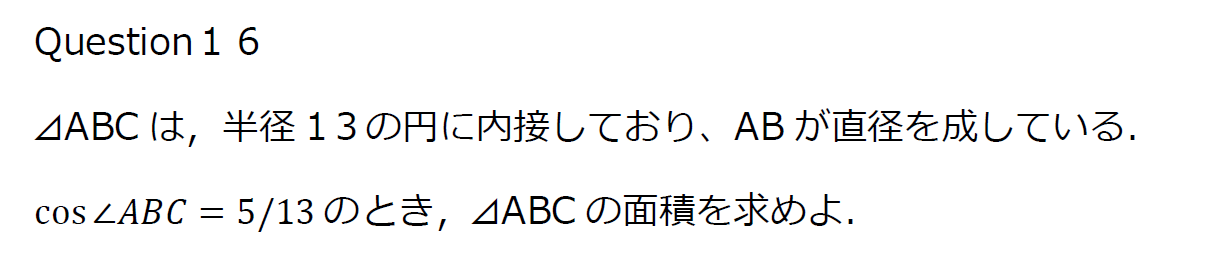 Question１６
⊿ABC は，半径１３の円に内接しており、AB が直径を成している．
cos∠ABC = 5/13 のとき，⊿ABC の面積を求めよ．